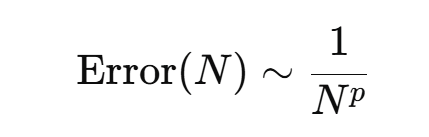 Error(N) ∼ 1/N^p